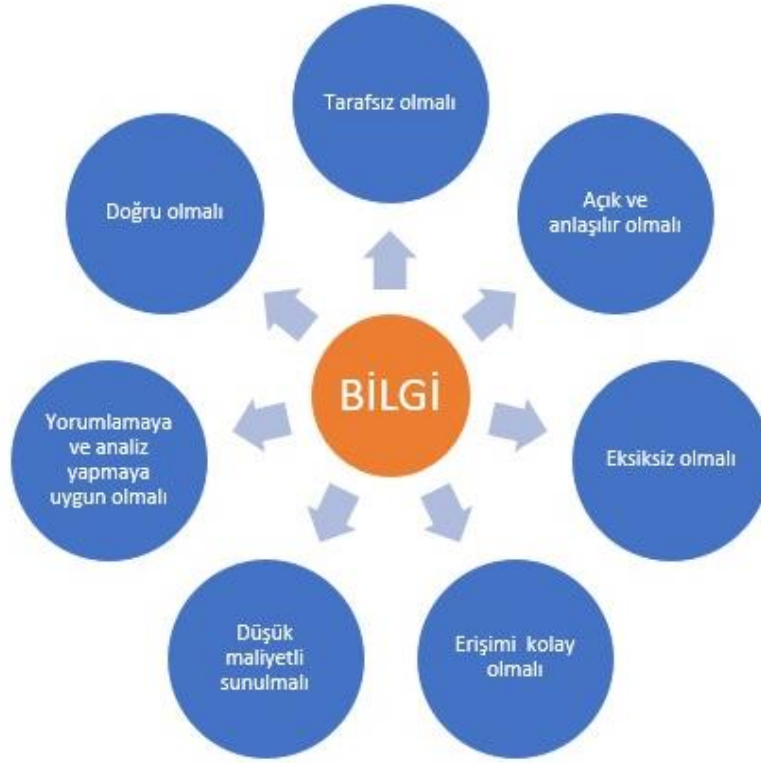 Tarafsız olmalı
Açık ve
anlaşılır olmalı
Eksiksiz olmalı
Erişimi kolay
olmalı
Düşük
maliyetli
sunulmalı
Yorumlamaya
ve analiz
yapmaya
uygun olmalı
Doğru olmalı
BİLGİ